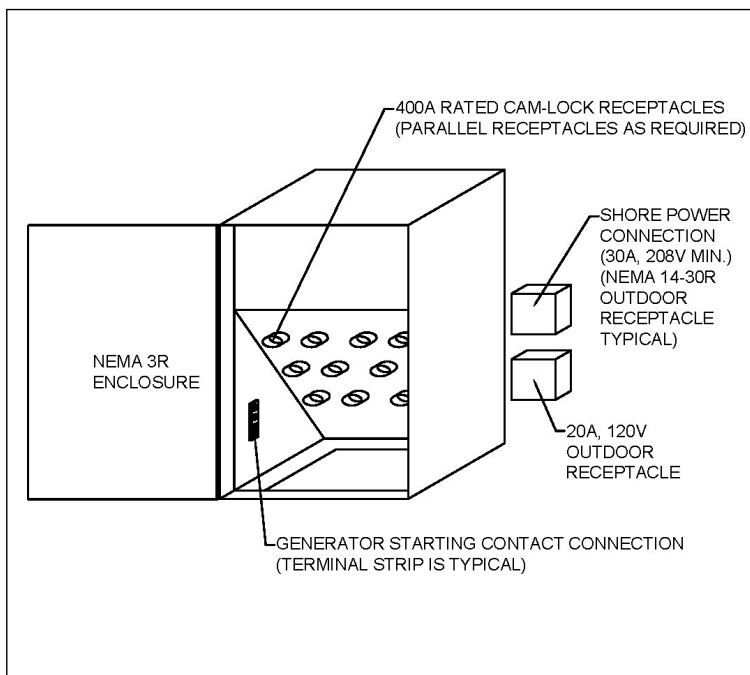 400A RATED CAM-LOCK RECEPTACLES
(PARALLEL RECEPTACLES AS REQUIRED)
SHORE POWER
CONNECTION
(30A, 208V MIN.)
(NEMA 14-30R
OUTDOOR
RECEPTACLE
TYPICAL)
NEMA 3R
ENCLOSURE
20A, 120V
OUTDOOR
RECEPTACLE
GENERATOR STARTING CONTACT CONNECTION
(TERMINAL STRIP IS TYPICAL)